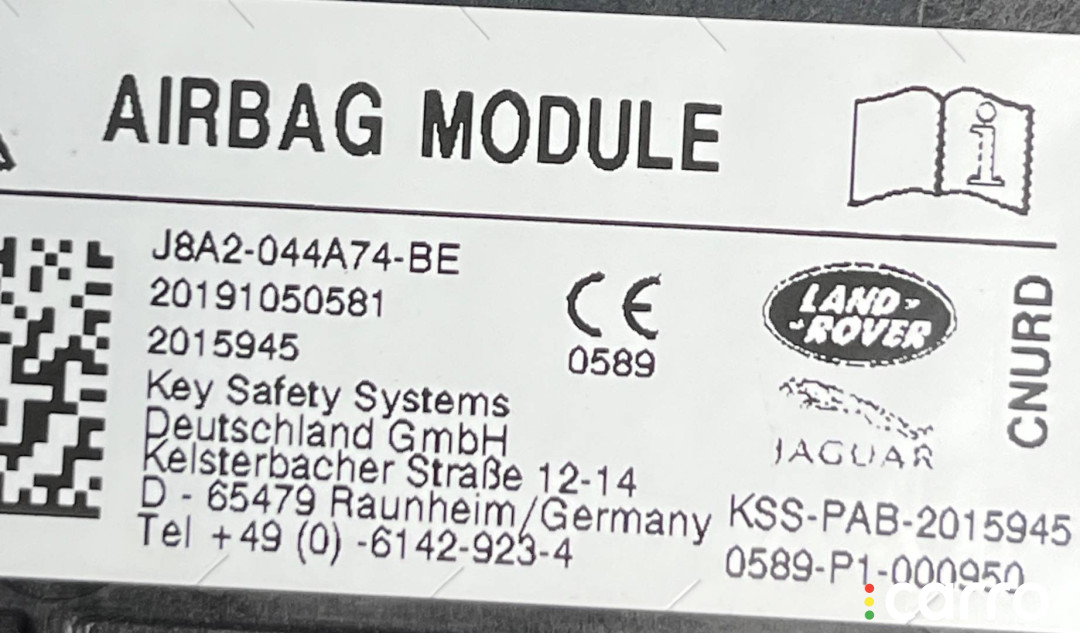 AIRBAG MODULE
i
J8A2-044A74-BE
20191050581
2015945
Key Safety Systems
Deutschland GmbH
Kelsterbacher Straße 12-14
D - 65479 Raunheim/Germany
Tel +49 (0) -6142-923-4
CE
0589
LAND
ROVER
JAGUAR
KSS-PAB-2015945
0589-P1-000950
CNURD
carro